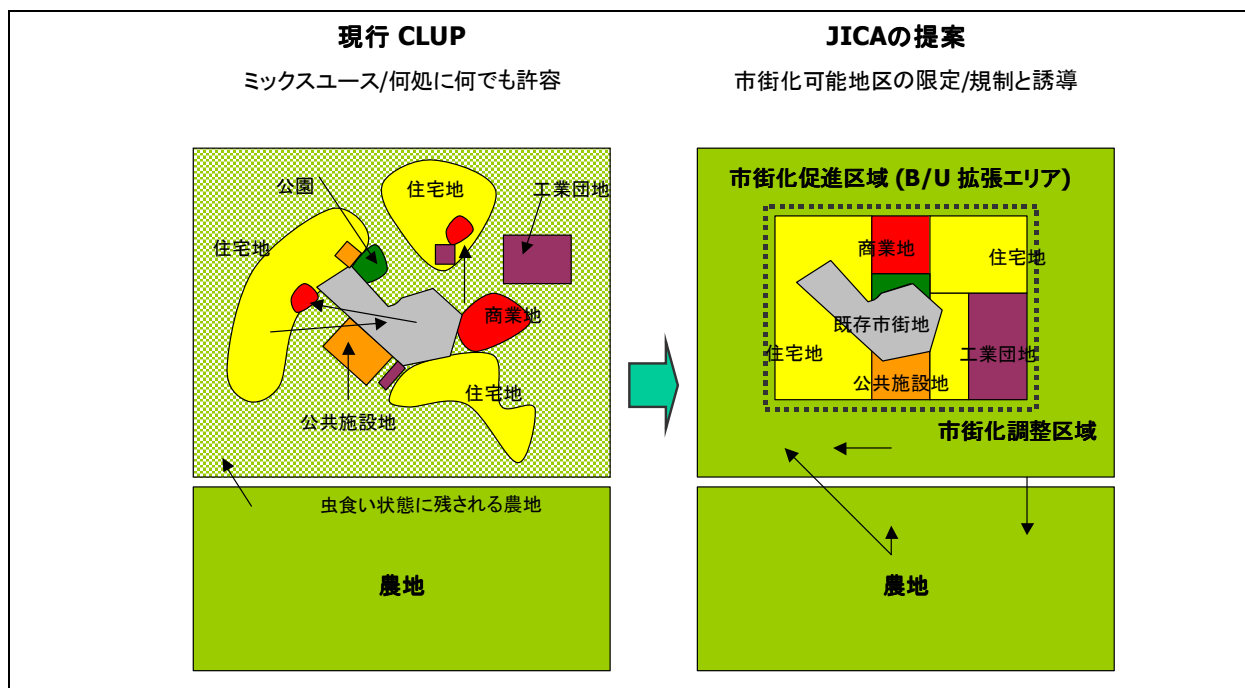 現行 CLUP
ミックスユース/何処に何でも許容
公園
住宅地
工業団地
住宅地
商業地
住宅地
公共施設地
虫食い状態に残される農地
農地
JICAの提案
市街化可能地区の限定/規制と誘導
市街化促進区域 (B/U 拡張エリア)
商業地
住宅地
既存市街地
住宅地
工業団地
公共施設地
市街化調整区域
農地